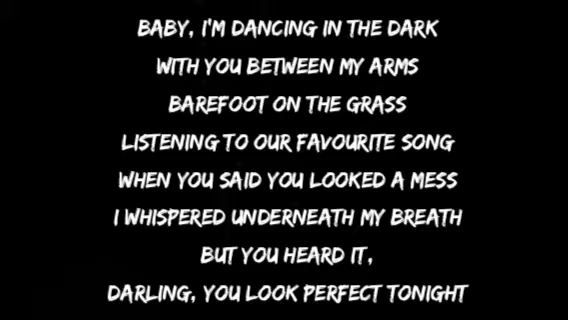 BABY, I'M DANCING IN THE DARK
WITH YOU BETWEEN MY ARMS
BAREFOOT ON THE GRASS
LISTENING TO OUR FAVOURITE SONG
WHEN YOU SAID YOU LOOKED A MESS
I WHISPERED UNDERNEATH MY BREATH
BUT YOU HEARD IT,
DARLING, YOU LOOK PERFECT TONIGHT